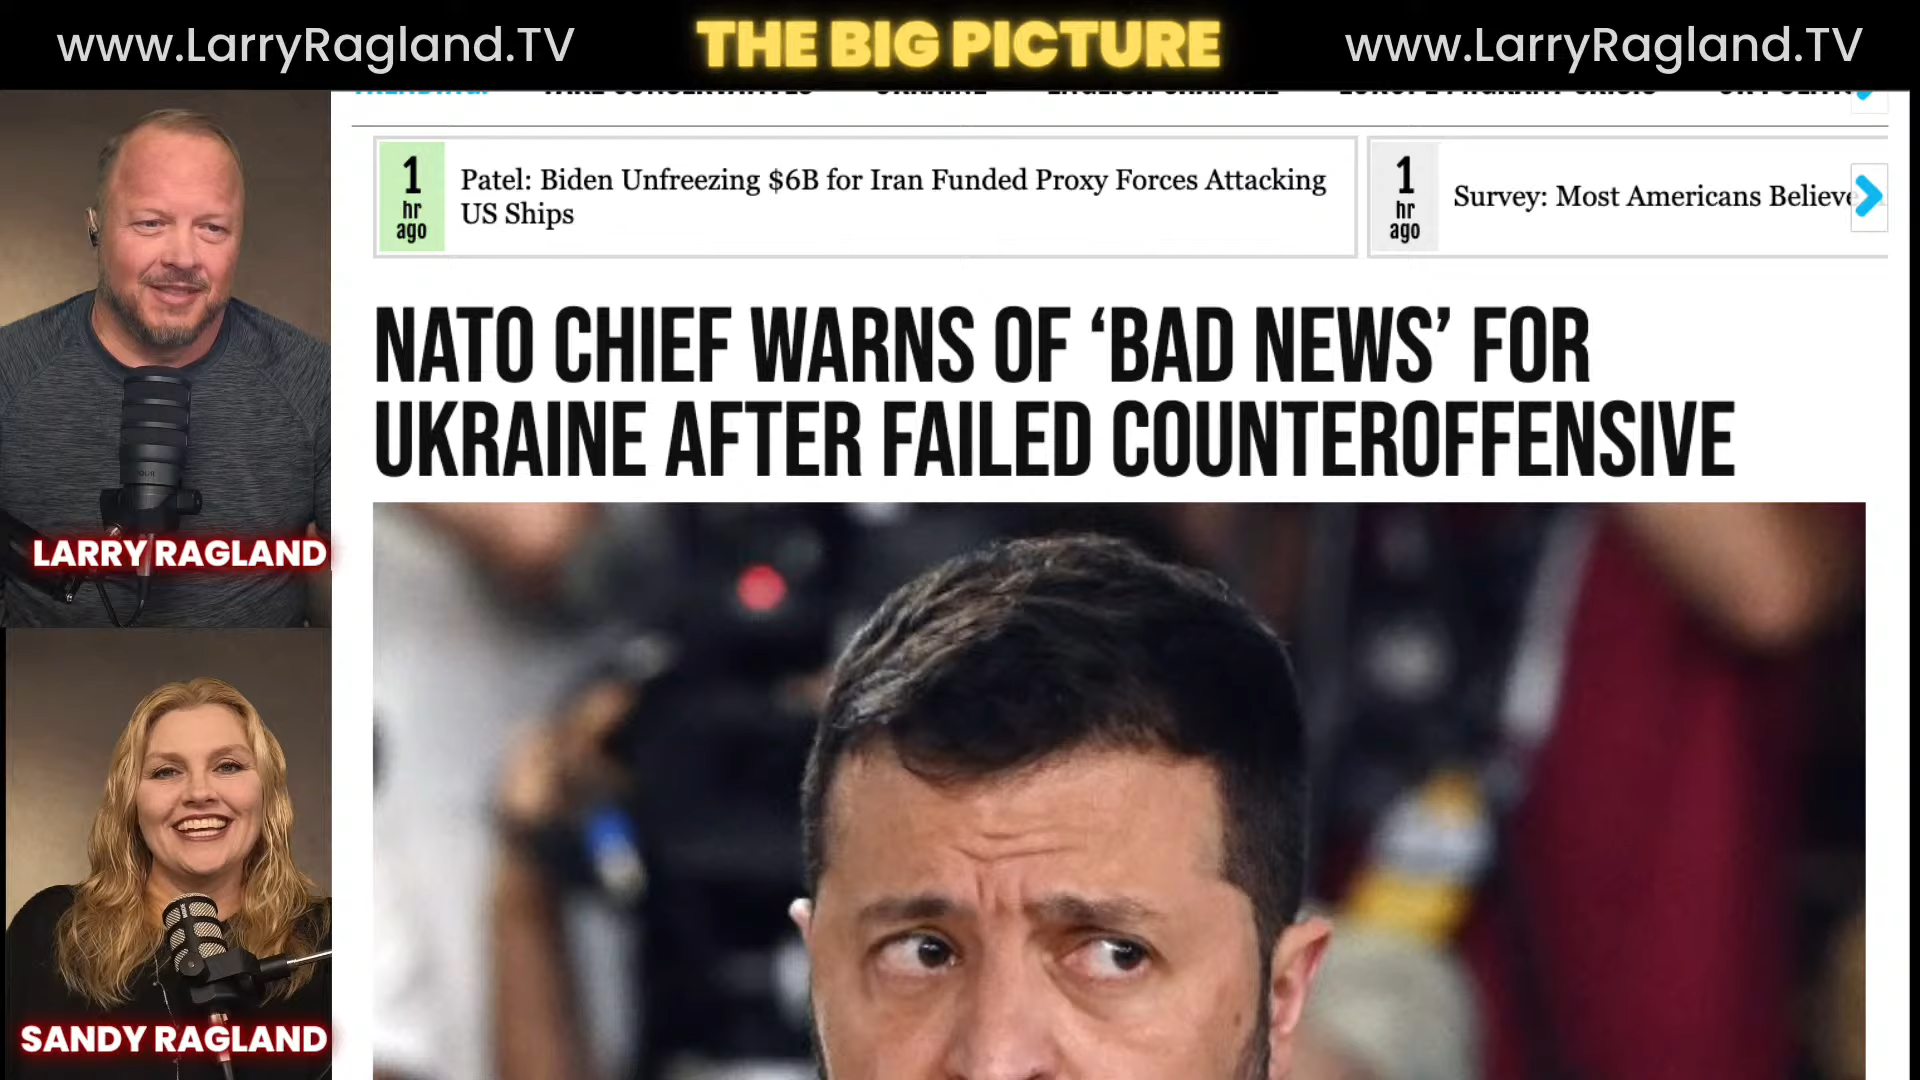 www.LarryRagland.TV
THE BIG PICTURE
www.LarryRagland.TV
1
hr
ago
Patel: Biden Unfreezing $6B for Iran Funded Proxy Forces Attacking
US Ships
1
hr
ago
Survey: Most Americans Believe
NATO CHIEF WARNS OF ‘BAD NEWS’ FOR
UKRAINE AFTER FAILED COUNTEROFFENSIVE
LARRY RAGLAND
SANDY RAGLAND